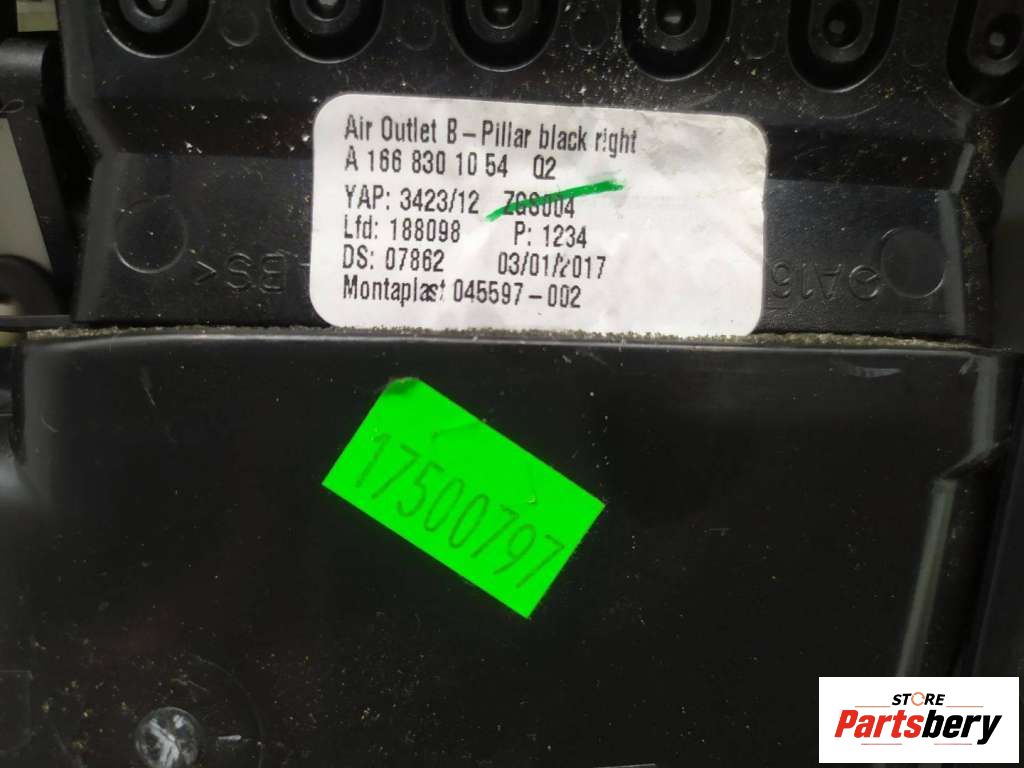 Air Outlet B-Pillar black right
A 166 830 10 54 Q2
YAP: 3423/12 ZGS004
Lfd: 188098 P: 1234
DS: 07862 03/01/2017
Montaplast 045597-002
17500797
STORE
Partsbery